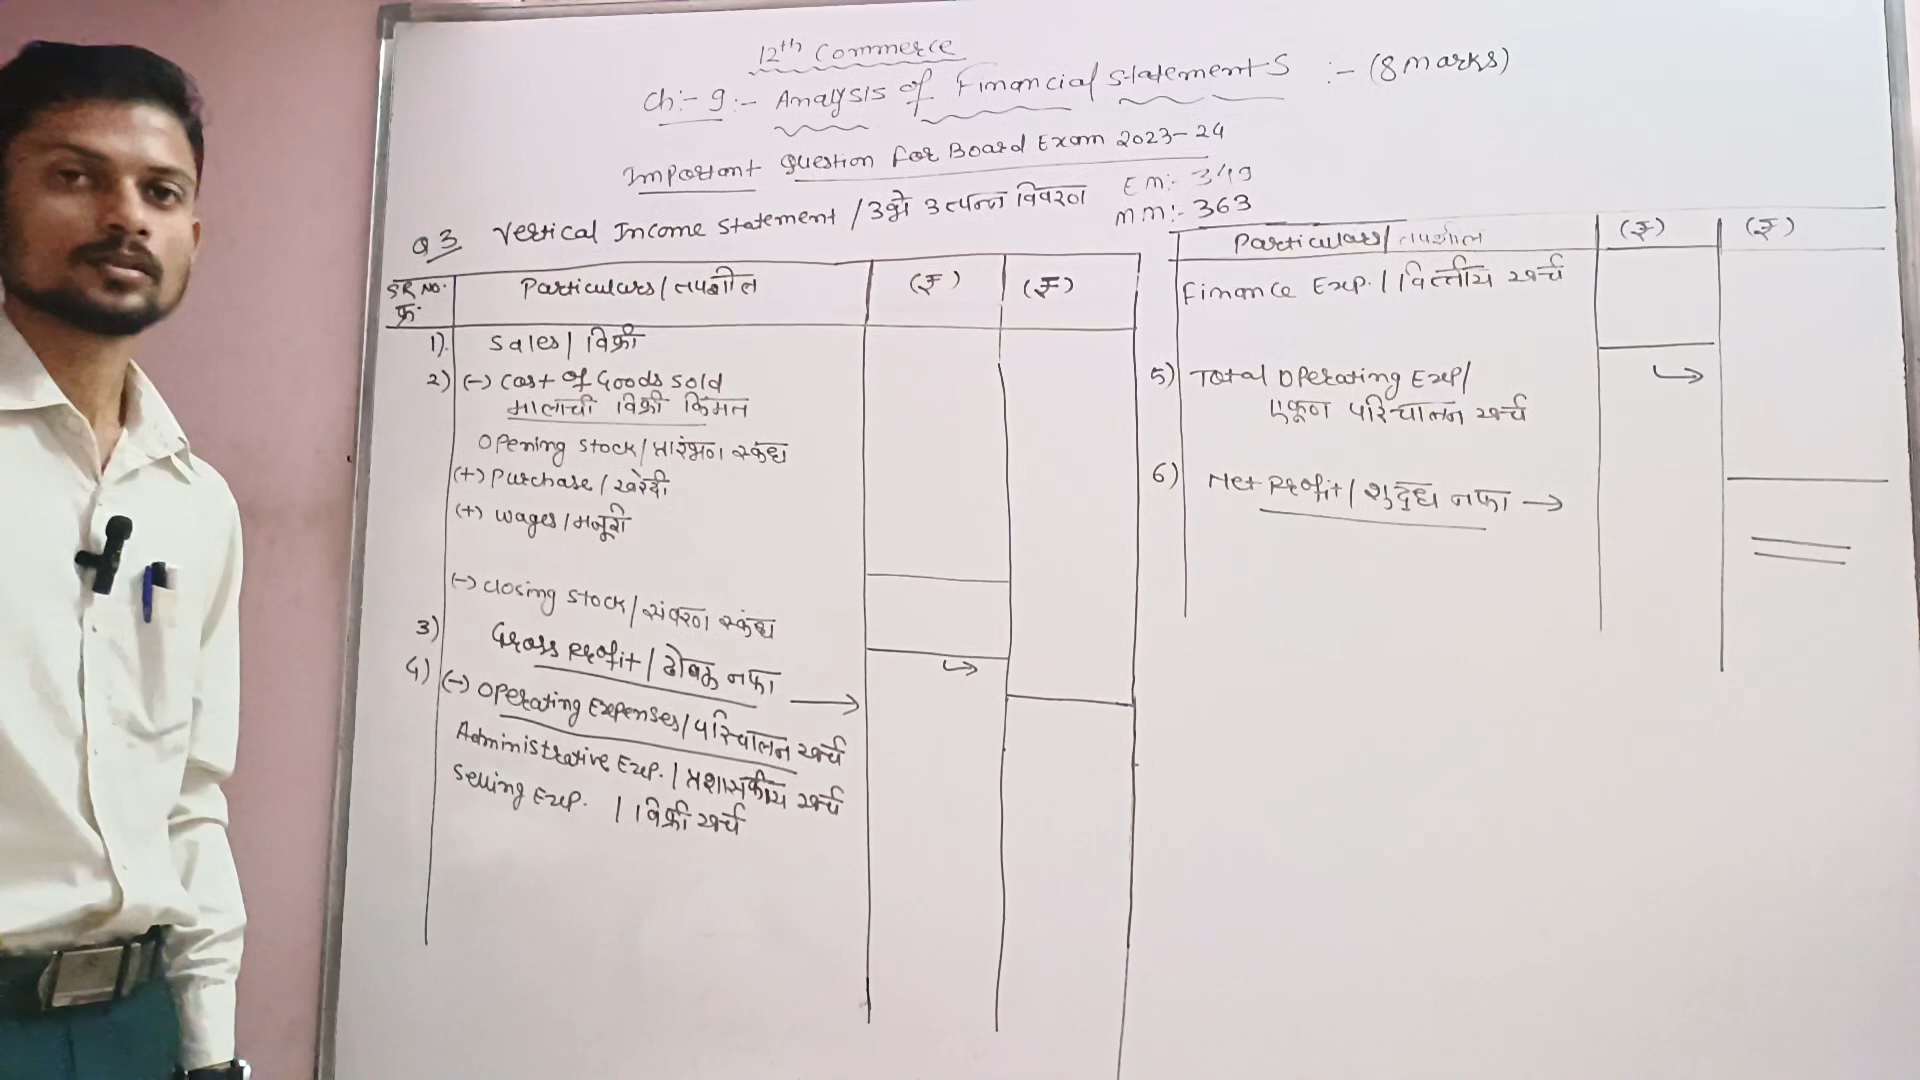 12th Commerce
Ch:- 9:- Analysis of Financial Statements :- (8 marks)
Important Question for Board Exam 2023-24
Q3 Vertical Income Statement / उभे उत्पन्न विवरण
EM:- 349
MM:- 363
SR NO. क्र. Particulars / तपशील (₹) (₹)
1) Sales / विक्री
2) (-) Cost of Goods Sold
मालाची विक्री किंमत
Opening Stock / प्रारंभण स्कंध
(+) Purchase / खरेदी
(+) Wages / मजूरी
(-) Closing Stock / संवरण स्कंध
3) Gross Profit / ढोबळ नफा →
4) (-) Operating Expenses / परिचालन खर्च
Administrative Exp. / प्रशासकीय खर्च
Selling Exp. / विक्री खर्च
Particulars / तपशील (₹) (₹)
Finance Exp. / वित्तीय खर्च
5) Total Operating Exp /
एकूण परिचालन खर्च
6) Net Profit / शुद्ध नफा →